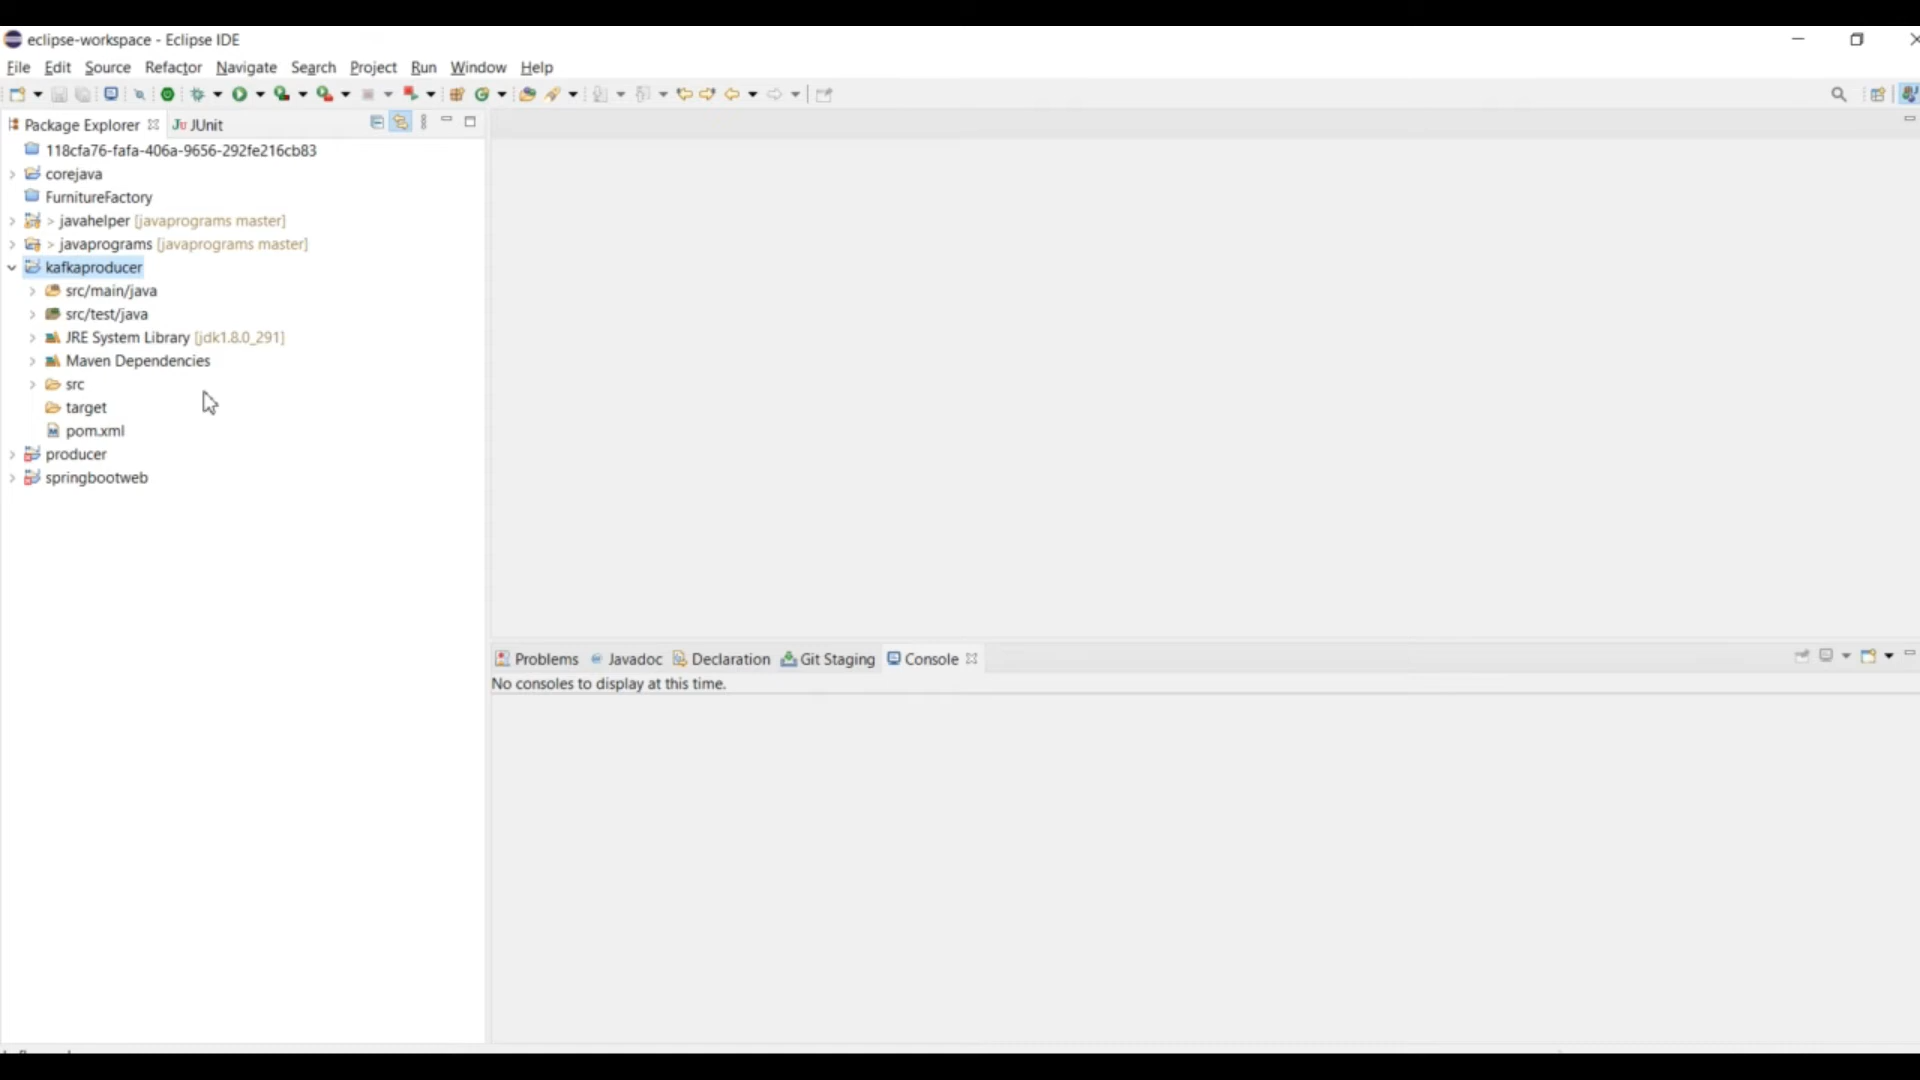 eclipse-workspace - Eclipse IDE
File Edit Source Refactor Navigate Search Project Run Window Help
Package Explorer JUnit
118cfa76-fafa-406a-9656-292fe216cb83
corejava
FurnitureFactory
> javahelper [javaprograms master]
> javaprograms [javaprograms master]
kafkaproducer
src/main/java
src/test/java
JRE System Library [jdk1.8.0_291]
Maven Dependencies
src
target
pom.xml
producer
springbootweb
Problems Javadoc Declaration Git Staging Console
No consoles to display at this time.